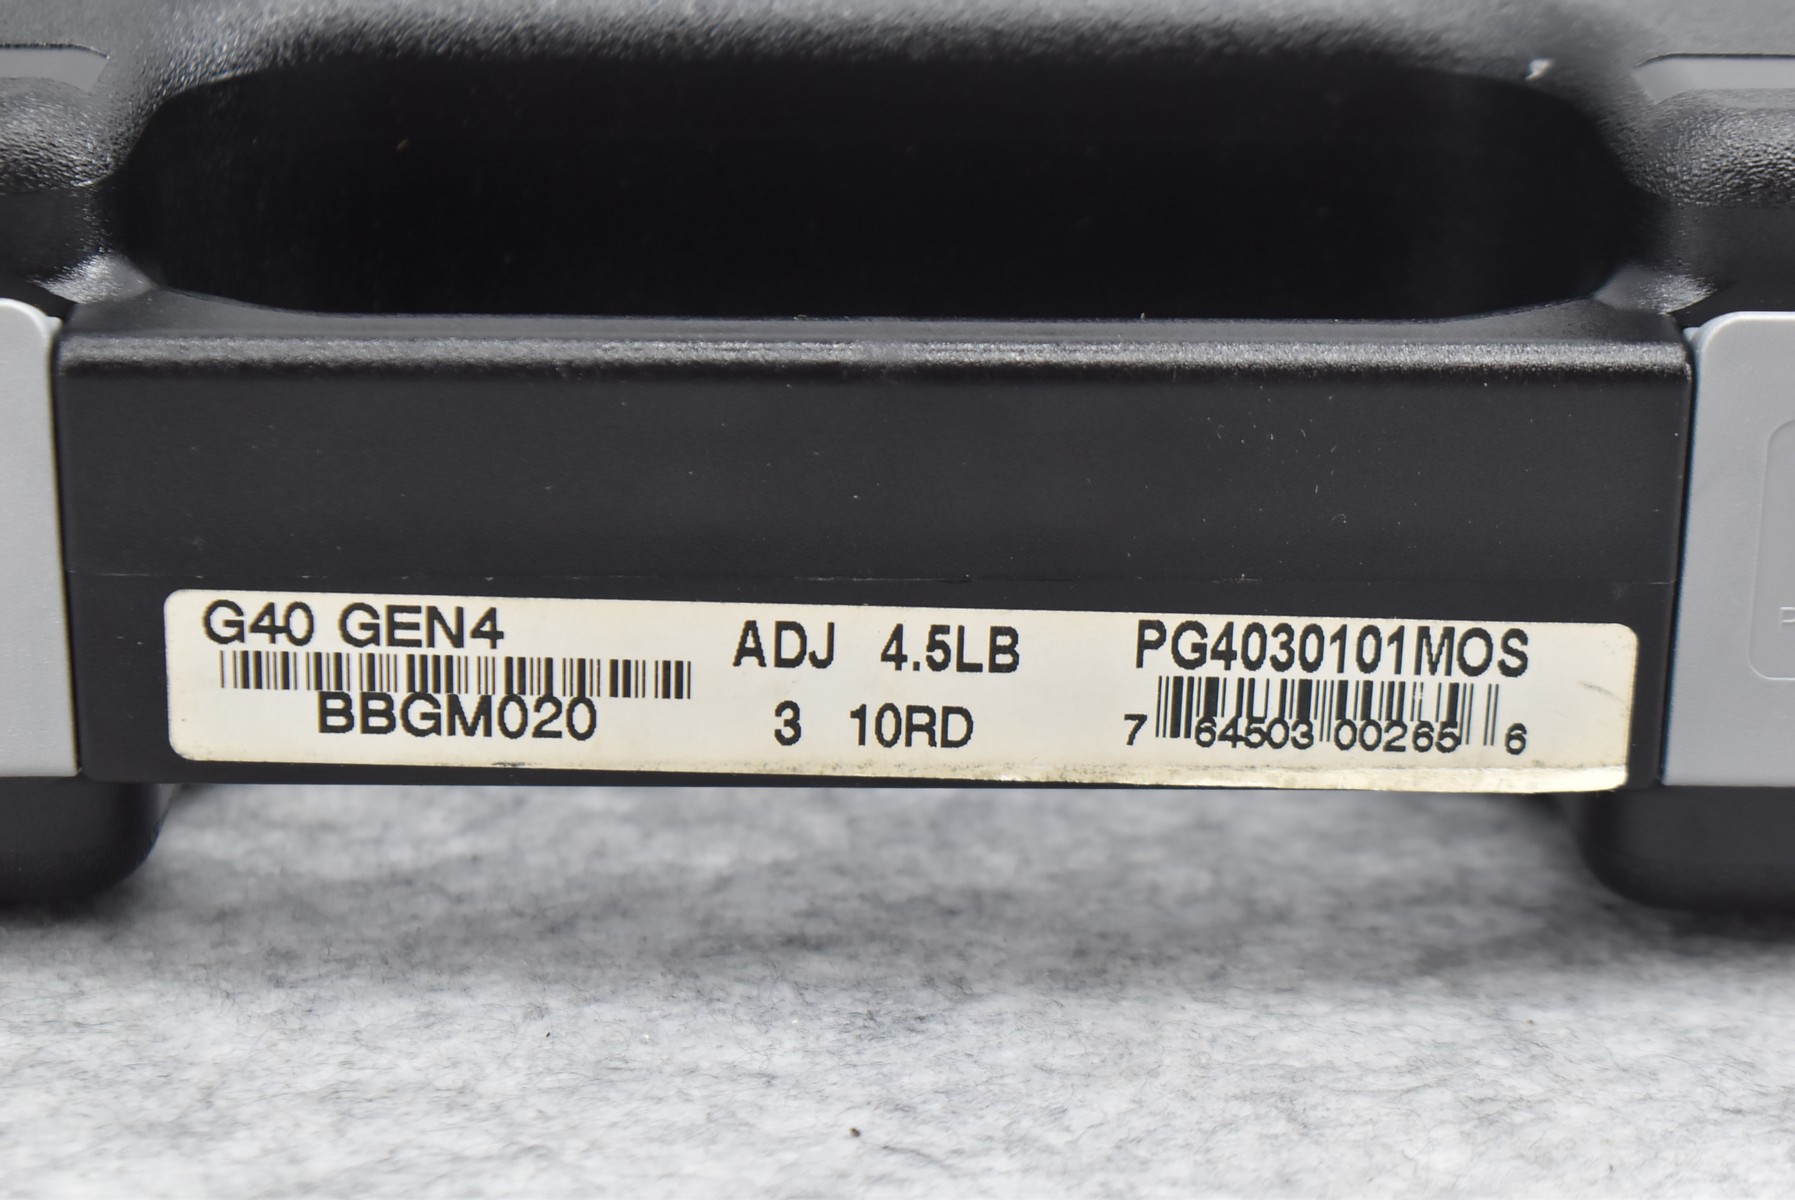 G40 GEN4
BBGM020
ADJ 4.5LB
3 10RD
PG4030101MOS
7 64503 00265 6